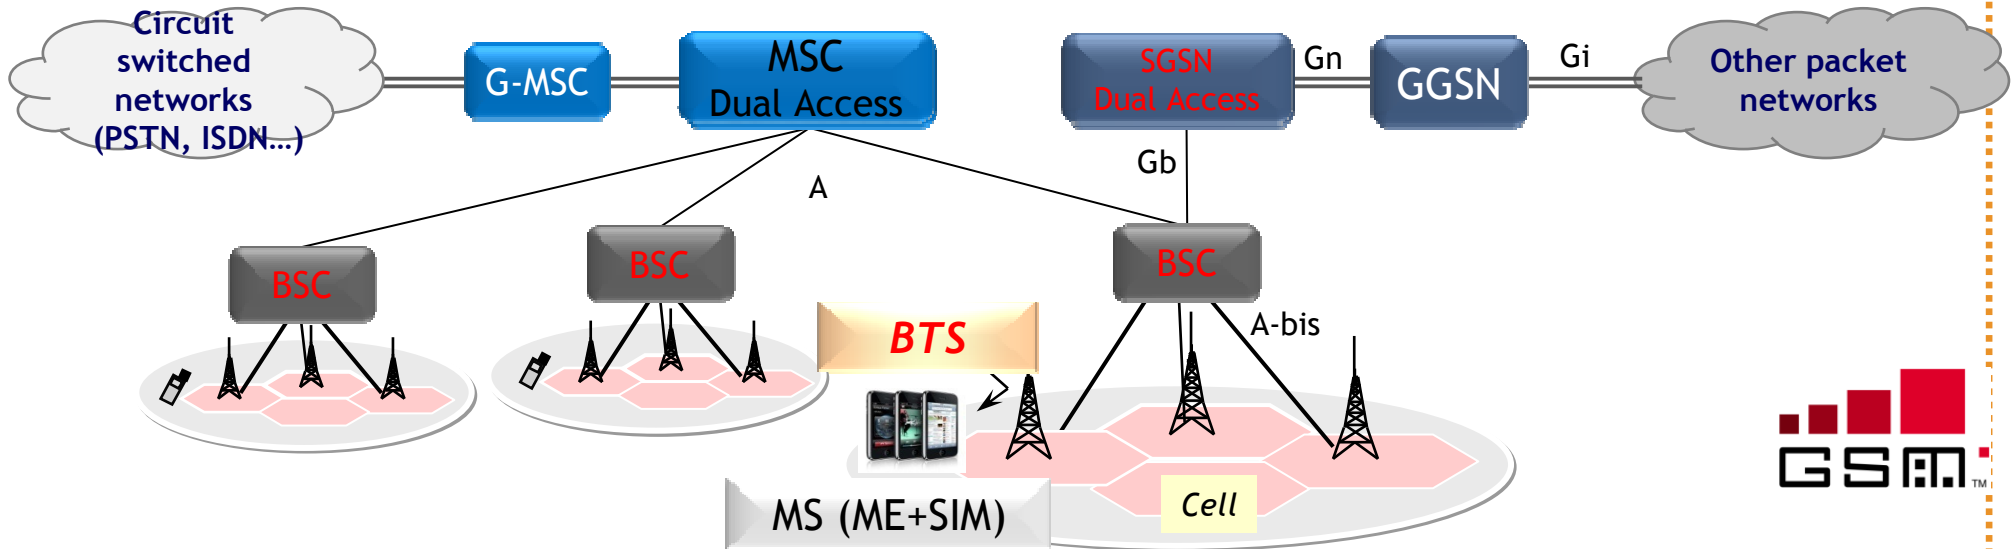 Circuit
switched
networks
(PSTN, ISDN…)
G-MSC
MSC
Dual Access
SGSN
Dual Access
Gn
GGSN
Gi
Other packet
networks
A
Gb
BSC
BSC
BSC
BTS
A-bis
MS (ME+SIM)
Cell
GSM™